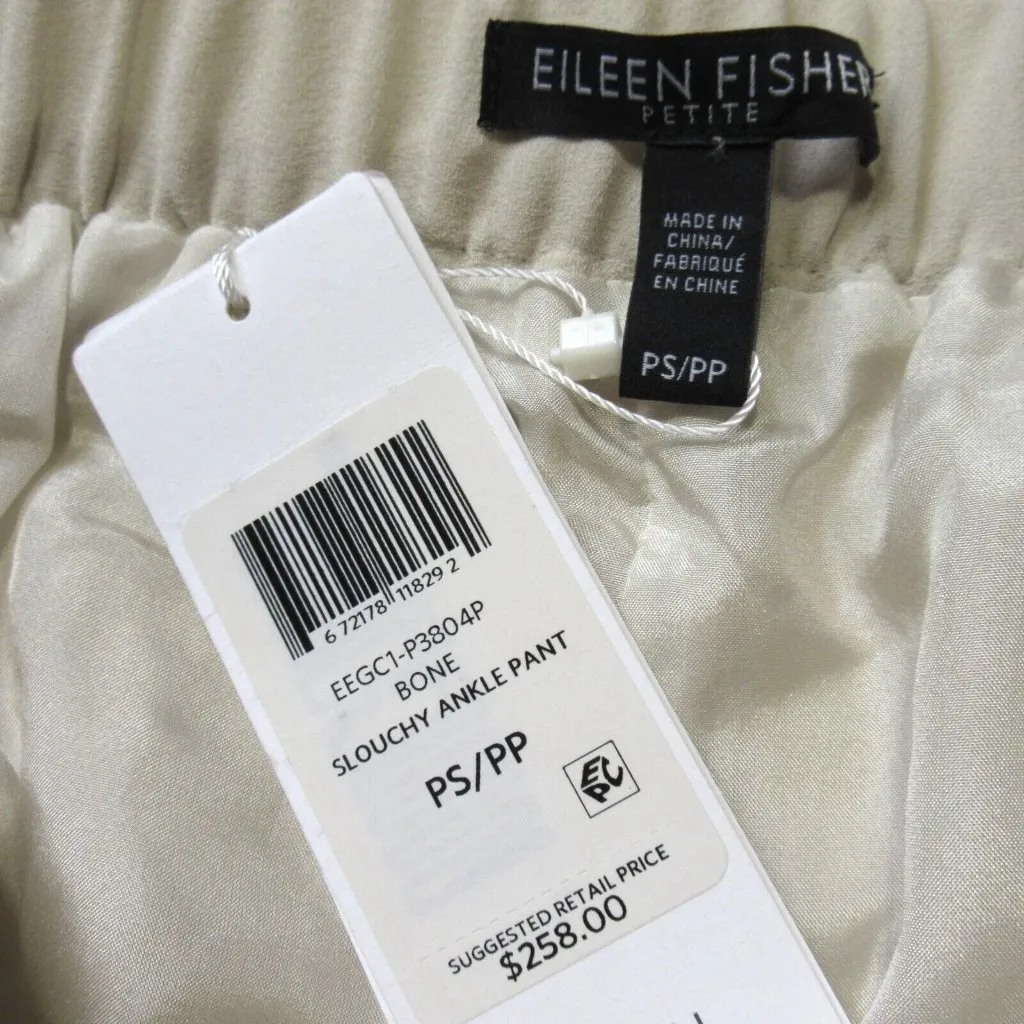 EILEEN FISHER
PETITE
MADE IN
CHINA/
FABRIQUÉ
EN CHINE
PS/PP
6 72178 11829 2
EEGC1-P3804P
BONE
SLOUCHY ANKLE PANT
PS/PP
EPC
SUGGESTED RETAIL PRICE
$258.00